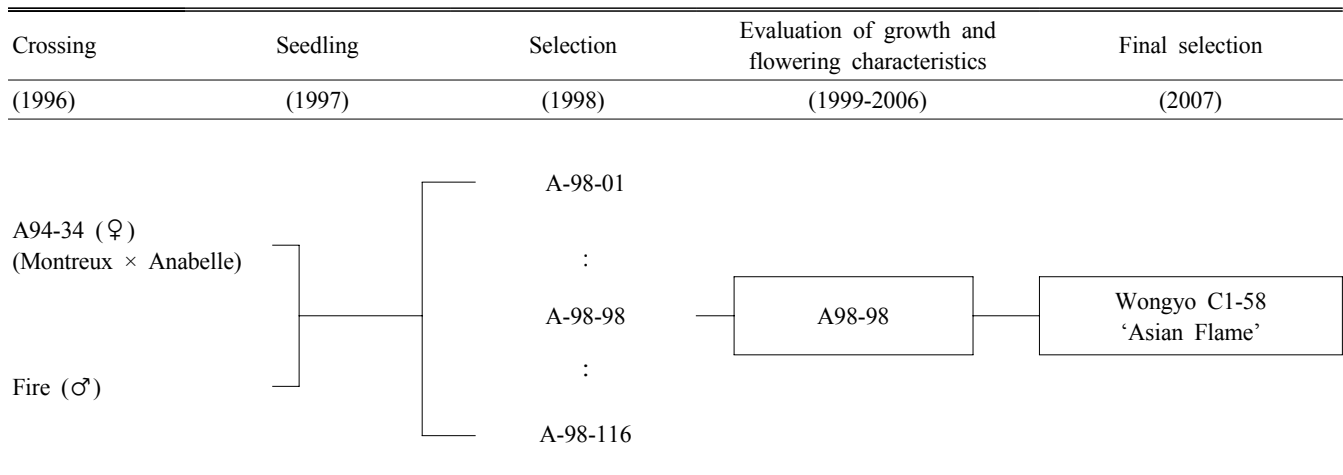 Crossing
Seedling
Selection
Evaluation of growth and
flowering characteristics
Final selection
(1996)
(1997)
(1998)
(1999-2006)
(2007)
A-98-01
A94-34 (♀)
(Montreux × Anabelle)
:
A-98-98
A98-98
Wongyo C1-58
‘Asian Flame’
:
Fire (♂)
A-98-116